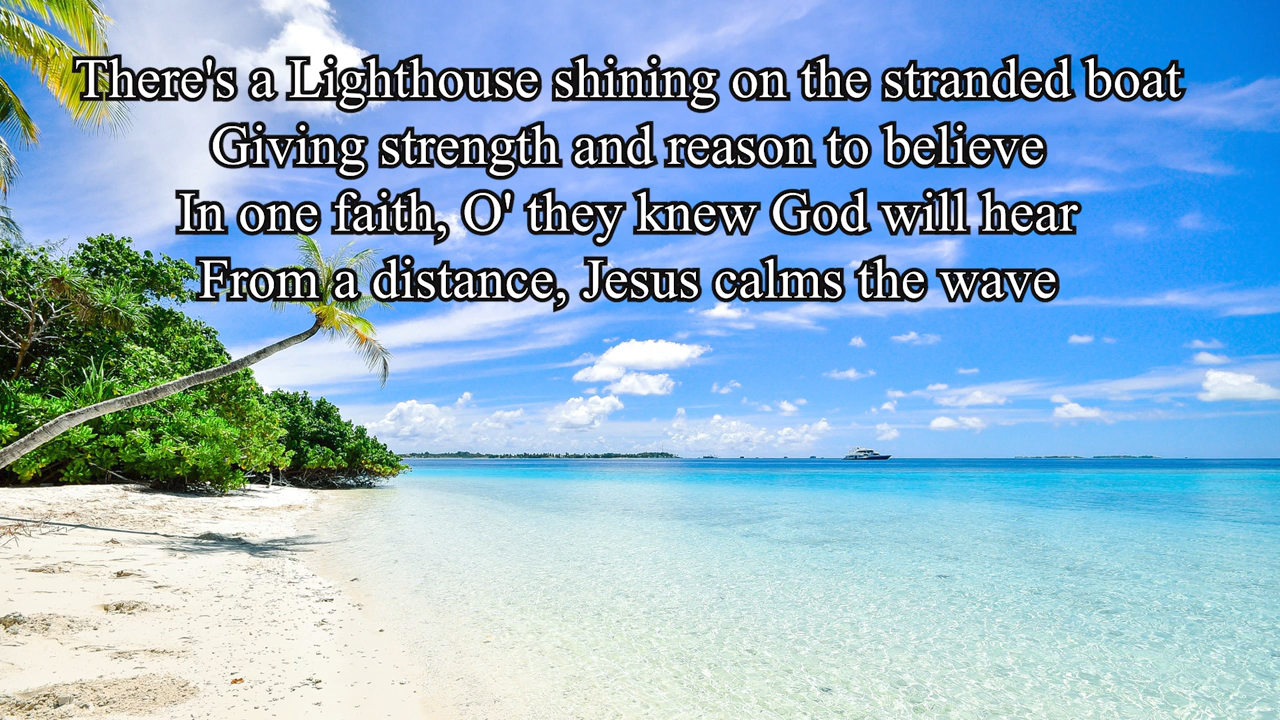 There's a Lighthouse shining on the stranded boat
Giving strength and reason to believe
In one faith, O' they knew God will hear
From a distance, Jesus calms the wave